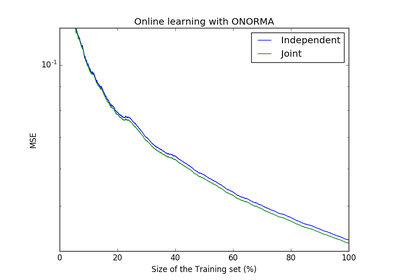 Online learning with ONORMA
Independent
Joint
10⁻¹
MSE
0 20 40 60 80 100
Size of the Training set (%)